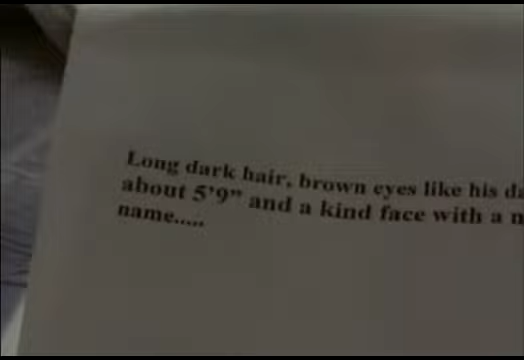 Long dark hair, brown eyes like his
about 5'9" and a kind face with a
name.....